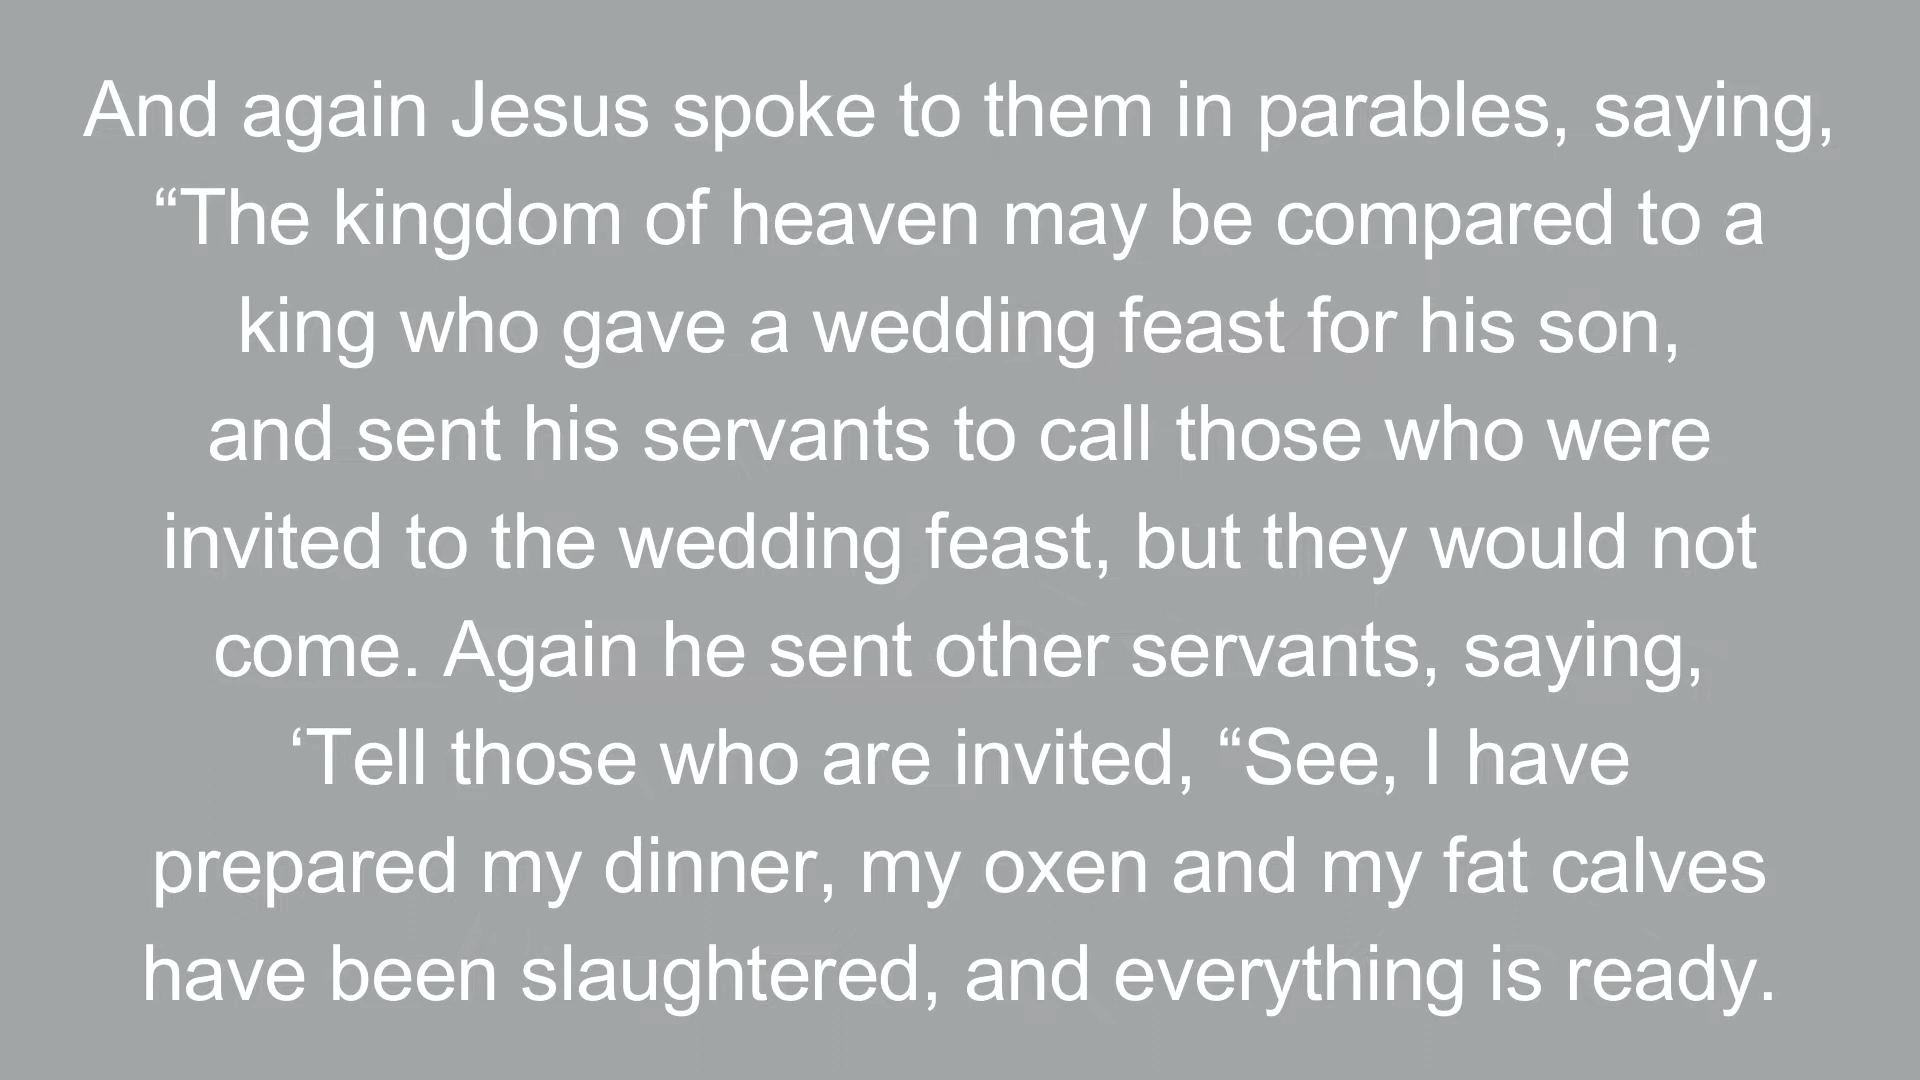 And again Jesus spoke to them in parables, saying,
“The kingdom of heaven may be compared to a
king who gave a wedding feast for his son,
and sent his servants to call those who were
invited to the wedding feast, but they would not
come. Again he sent other servants, saying,
‘Tell those who are invited, “See, I have
prepared my dinner, my oxen and my fat calves
have been slaughtered, and everything is ready.